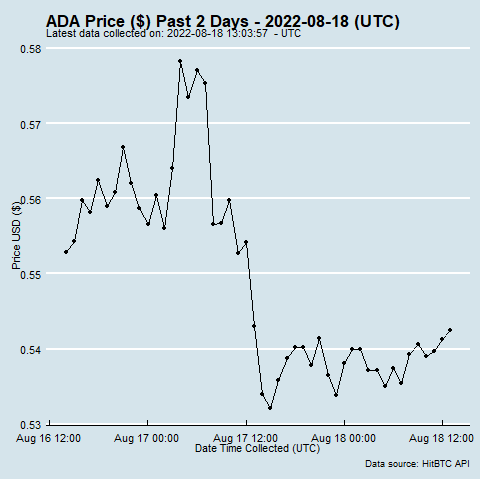 ADA Price ($) Past 2 Days - 2022-08-18 (UTC)
Latest data collected on: 2022-08-18 13:03:57 - UTC
0.58
0.57
0.56
0.55
0.54
0.53
Price USD ($)
Aug 16 12:00 Aug 17 00:00 Aug 17 12:00 Aug 18 00:00 Aug 18 12:00
Date Time Collected (UTC)
Data source: HitBTC API